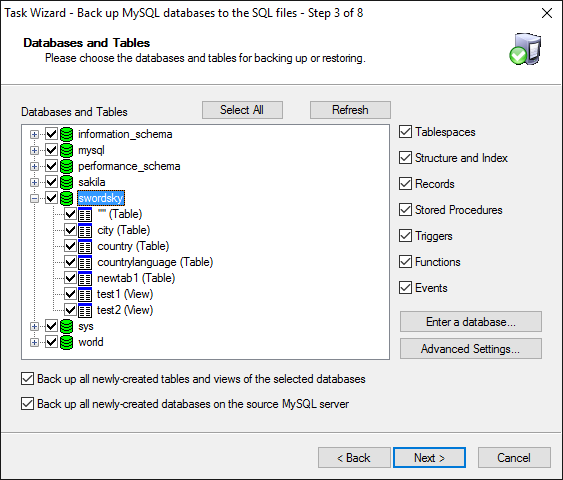 Task Wizard - Back up MySQL databases to the SQL files - Step 3 of 8
Databases and Tables
Please choose the databases and tables for backing up or restoring.
Databases and Tables
Select All
Refresh
information_schema
mysql
performance_schema
sakila
swordsky
"" (Table)
city (Table)
country (Table)
countrylanguage (Table)
newtab1 (Table)
test1 (View)
test2 (View)
sys
world
Tablespaces
Structure and Index
Records
Stored Procedures
Triggers
Functions
Events
Enter a database...
Advanced Settings...
Back up all newly-created tables and views of the selected databases
Back up all newly-created databases on the source MySQL server
< Back
Next >
Cancel